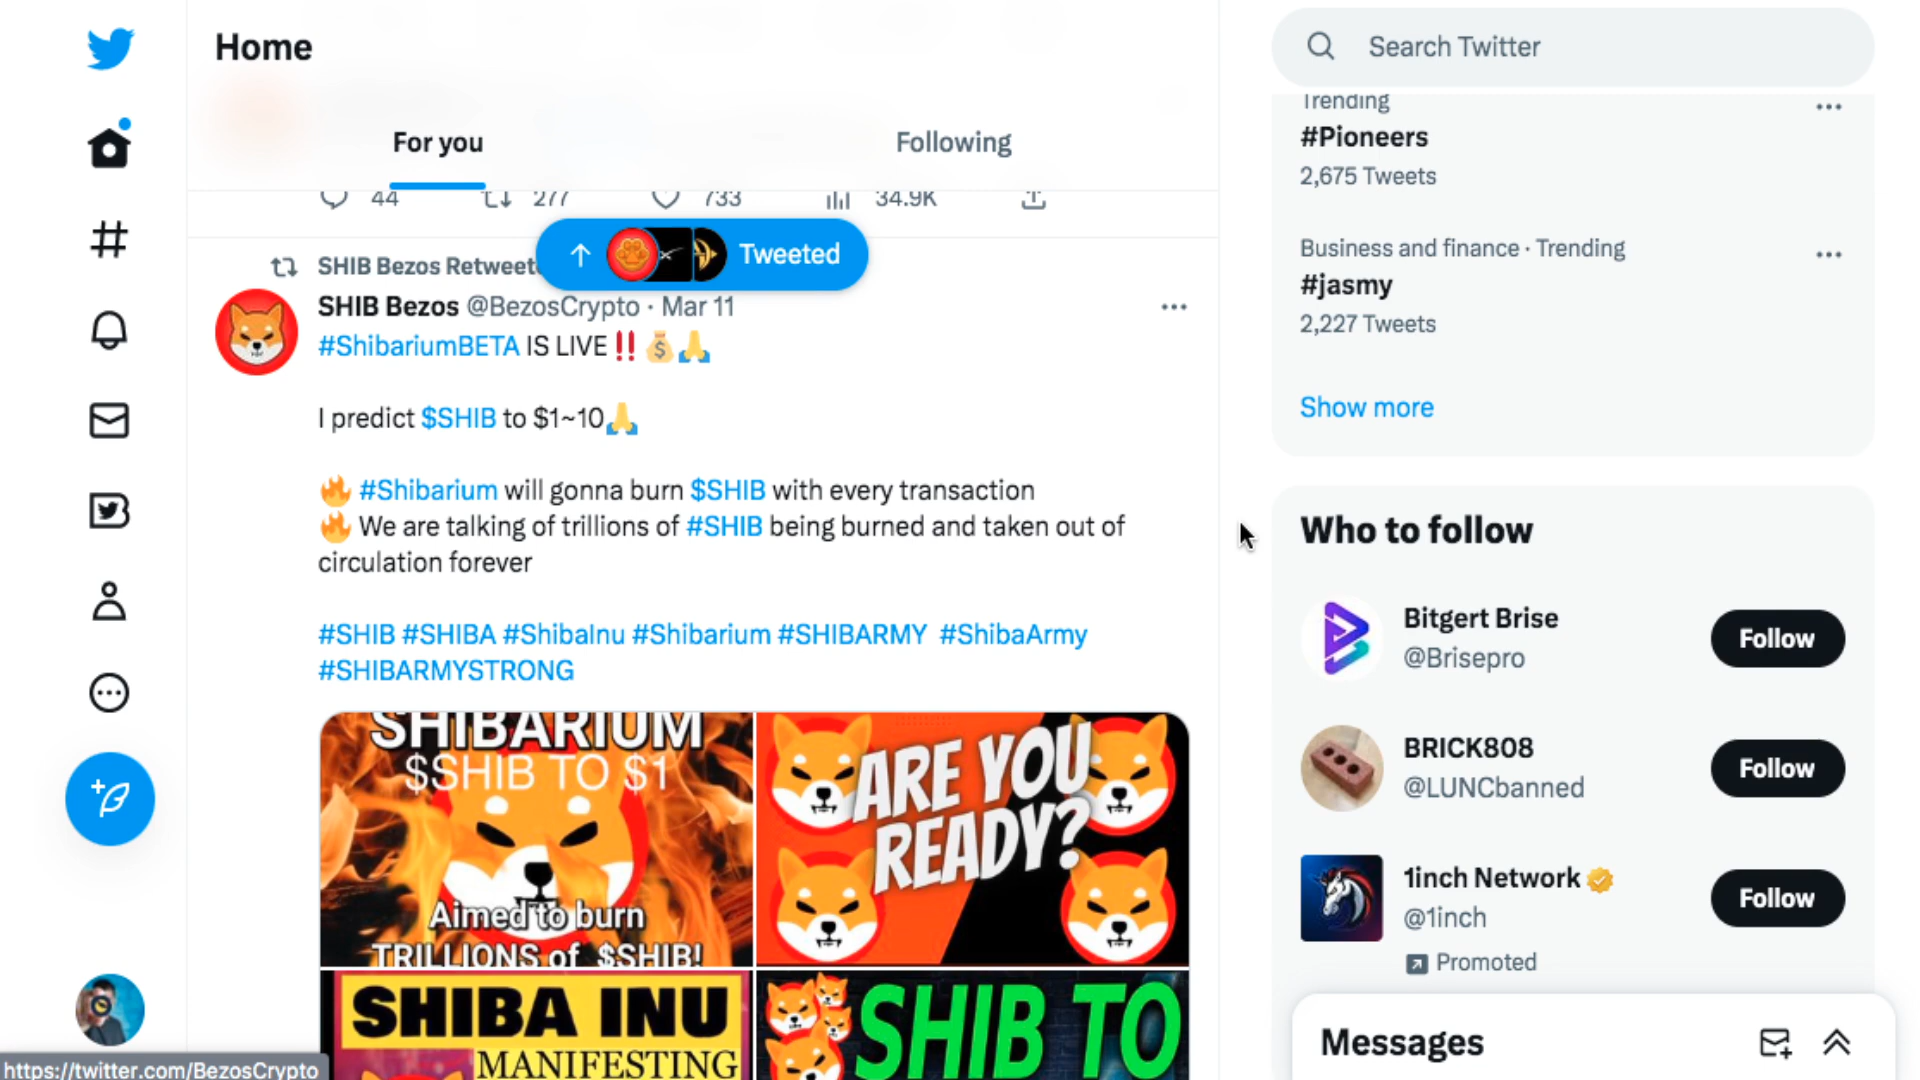 Home
For you
Following
44 277 733 34.9K
Tweeted
SHIB Bezos Retweet
SHIB Bezos @BezosCrypto · Mar 11
#ShibariumBETA IS LIVE‼️💰🙏
I predict $SHIB to $1~10🙏
🔥 #Shibarium will gonna burn $SHIB with every transaction
🔥 We are talking of trillions of #SHIB being burned and taken out of
circulation forever
#SHIB #SHIBA #ShibaInu #Shibarium #SHIBARMY #ShibaArmy
#SHIBARMYSTRONG
SHIBARIUM
$SHIB TO $1
Aimed to burn
TRILLIONS of $SHIB!
ARE YOU
READY?
SHIBA INU
MANIFESTING
SHIB TO
https://twitter.com/BezosCrypto
Search Twitter
Trending
#Pioneers
2,675 Tweets
Business and finance · Trending
#jasmy
2,227 Tweets
Show more
Who to follow
Bitgert Brise
@Brisepro
Follow
BRICK808
@LUNCbanned
Follow
1inch Network
@1inch
Follow
Promoted
Messages